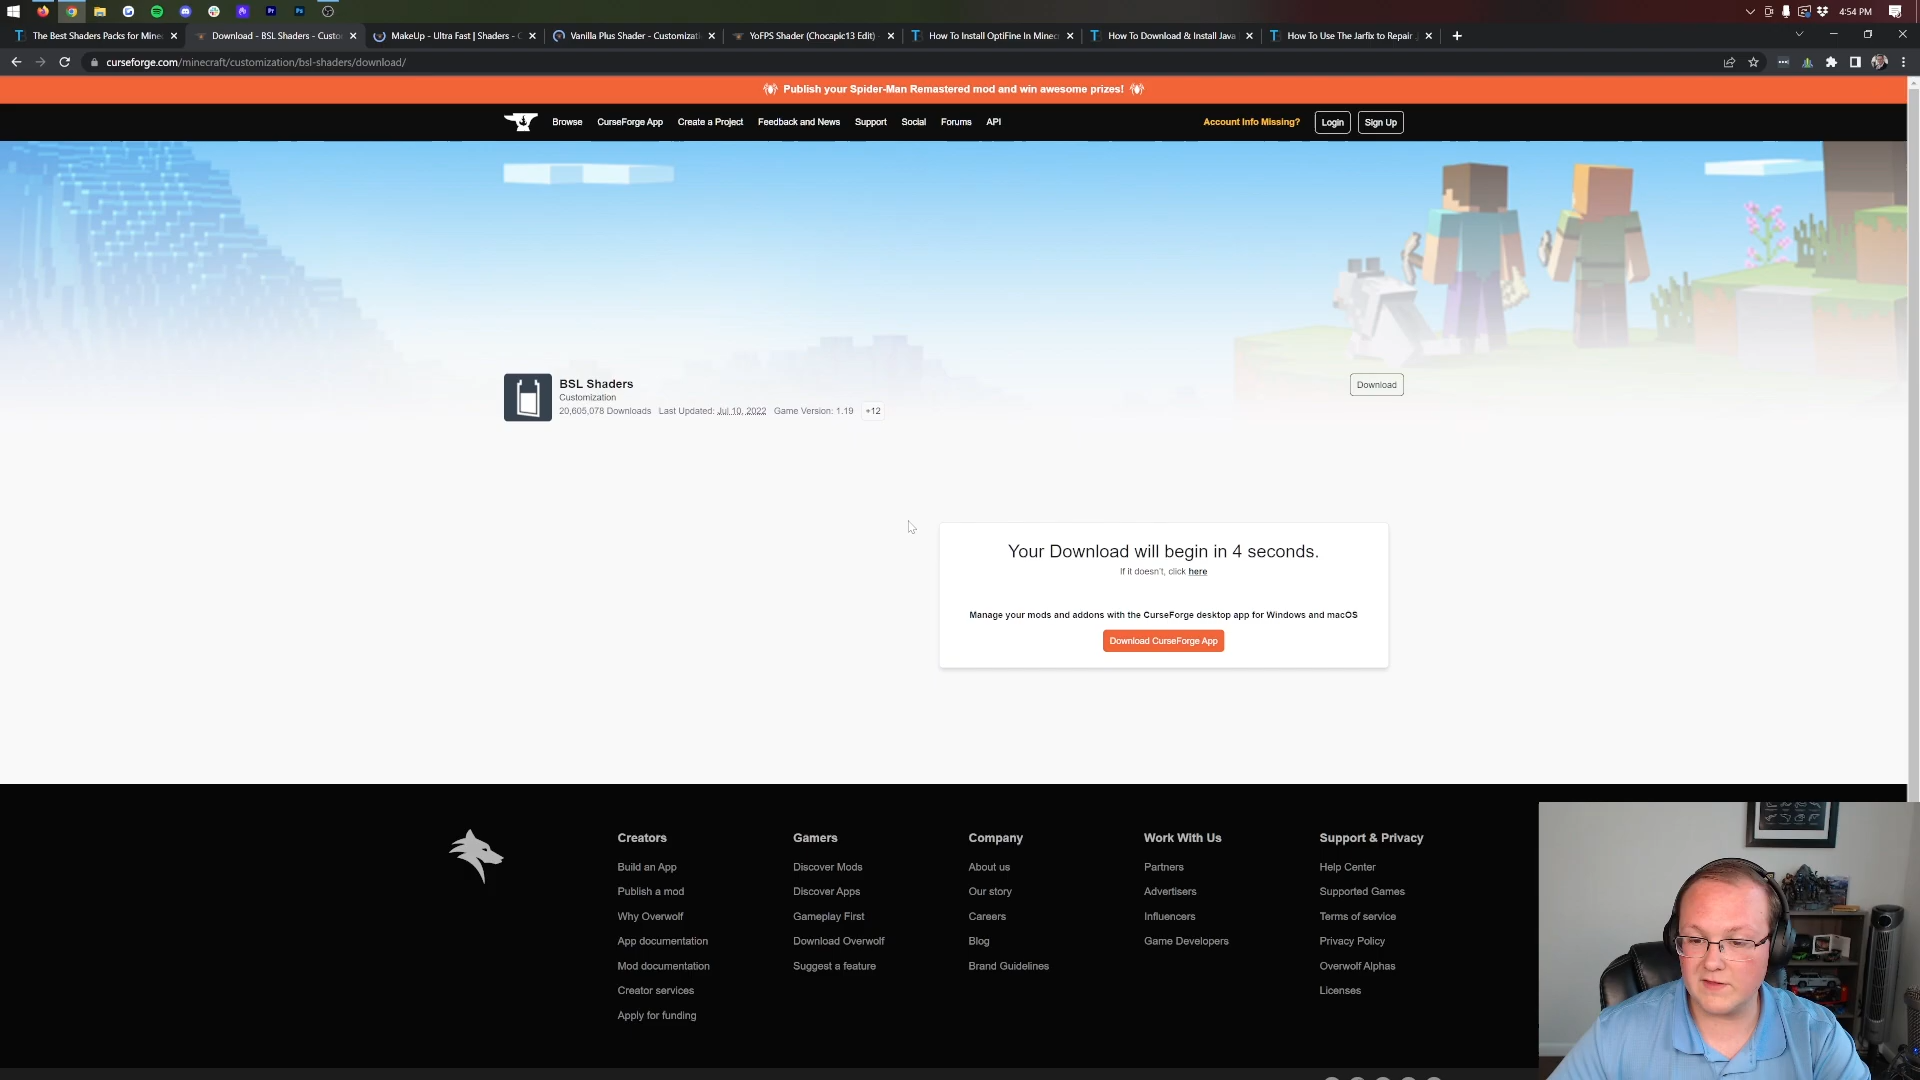 4:54 PM
The Best Shaders Packs for Mine
Download - BSL Shaders - Custo
MakeUp - Ultra Fast | Shaders - C
Vanilla Plus Shader - Customizati
YoFPS Shader (Chocapic13 Edit)
How To Install OptiFine In Minec
How To Download & Install Java
How To Use The Jarfix to Repair
curseforge.com/minecraft/customization/bsl-shaders/download/
Publish your Spider-Man Remastered mod and win awesome prizes!
Browse
CurseForge App
Create a Project
Feedback and News
Support
Social
Forums
API
Account Info Missing?
Login
Sign Up
BSL Shaders
Customization
20,605,078 Downloads Last Updated: Jul 10, 2022 Game Version: 1.19 +12
Download
Your Download will begin in 4 seconds.
If it doesn't, click here
Manage your mods and addons with the CurseForge desktop app for Windows and macOS
Download CurseForge App
Creators
Build an App
Publish a mod
Why Overwolf
App documentation
Mod documentation
Creator services
Apply for funding
Gamers
Discover Mods
Discover Apps
Gameplay First
Download Overwolf
Suggest a feature
Company
About us
Our story
Careers
Blog
Brand Guidelines
Work With Us
Partners
Advertisers
Influencers
Game Developers
Support & Privacy
Help Center
Supported Games
Terms of service
Privacy Policy
Overwolf Alphas
Licenses